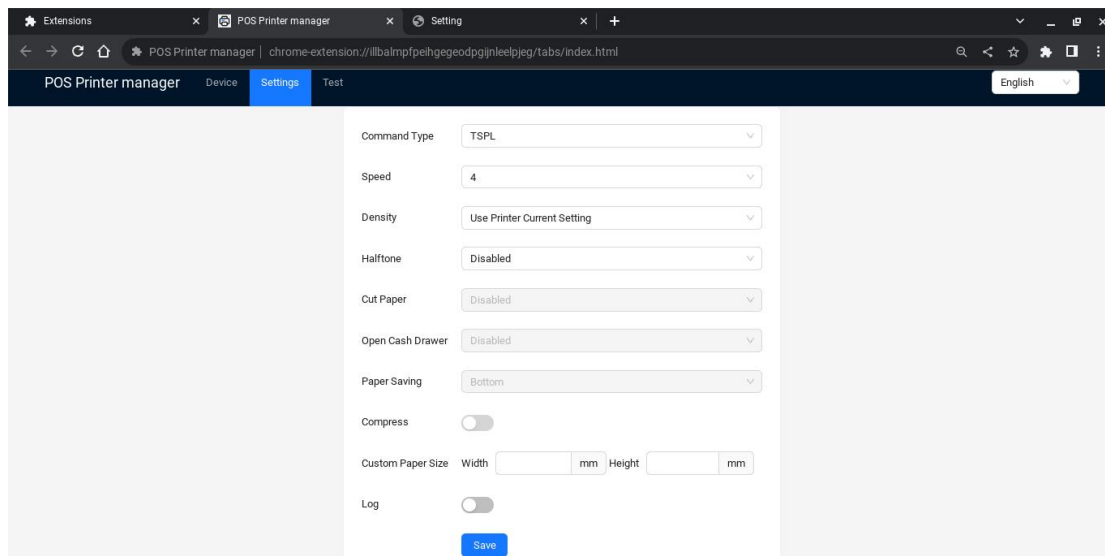 Extensions POS Printer manager Setting
POS Printer manager | chrome-extension://illbalmpfpeihgegeodpgijnleelpjeg/tabs/index.html
POS Printer manager Device Settings Test English
Command Type TSPL
Speed 4
Density Use Printer Current Setting
Halftone Disabled
Cut Paper Disabled
Open Cash Drawer Disabled
Paper Saving Bottom
Compress
Custom Paper Size Width mm Height mm
Log
Save